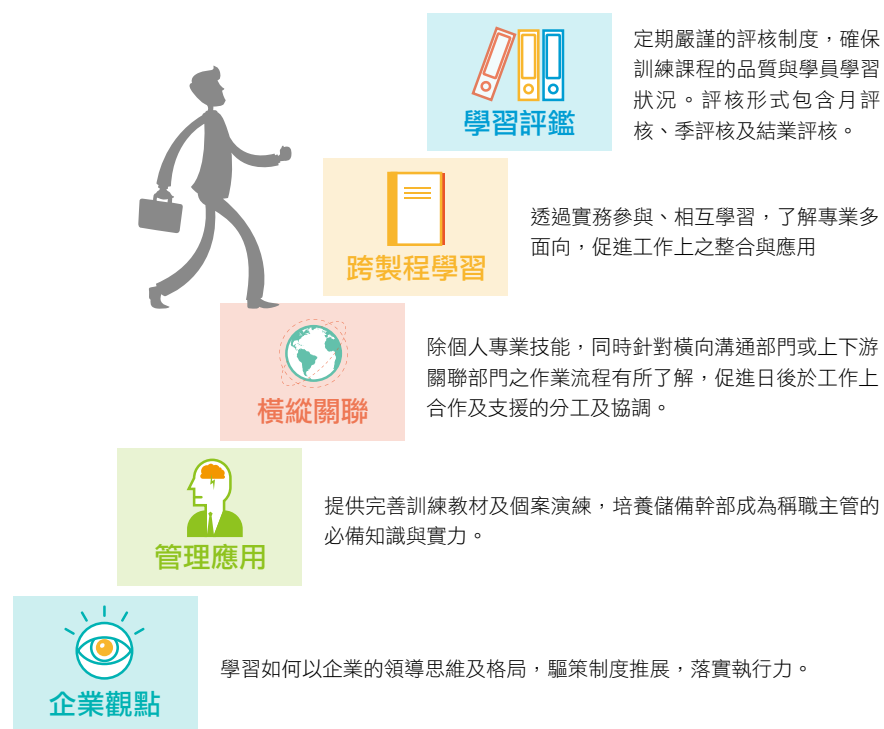 學習評鑑
定期嚴謹的評核制度，確保
訓練課程的品質與學員學習
狀況。評核形式包含月評
核、季評核及結業評核。
跨製程學習
透過實務參與、相互學習，了解專業多
面向，促進工作上之整合與應用
橫縱關聯
除個人專業技能，同時針對橫向溝通部門或上下游
關聯部門之作業流程有所了解，促進日後於工作上
合作及支援的分工及協調。
管理應用
提供完善訓練教材及個案演練，培養儲備幹部成為稱職主管的
必備知識與實力。
企業觀點
學習如何以企業的領導思維及格局，驅策制度推展，落實執行力。